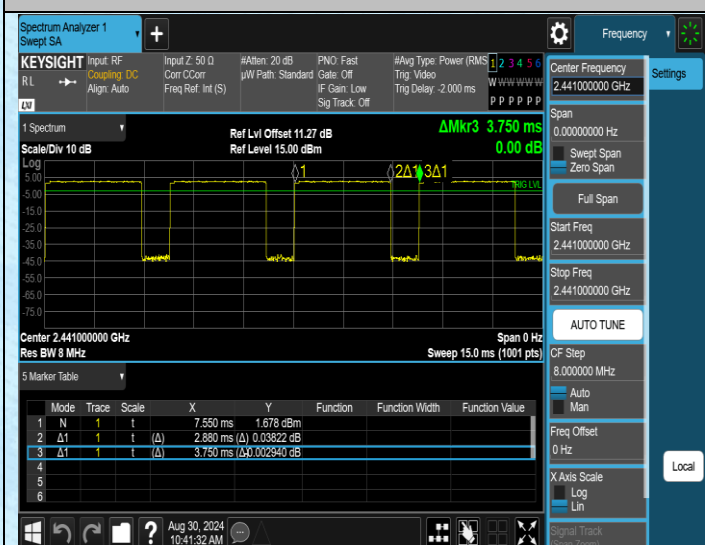 Spectrum Analyzer 1
Swept SA
+
Frequency
KEYSIGHT
RL
LXI
Input: RF
Coupling: DC
Align: Auto
Input Z: 50 Ω
Corr CCorr
Freq Ref: Int (S)
#Atten: 20 dB
µW Path: Standard
PNO: Fast
Gate: Off
IF Gain: Low
Sig Track: Off
#Avg Type: Power (RMS
Trig: Video
Trig Delay: -2.000 ms
1 2 3 4 5 6
W W W W W W
P P P P P P
1 Spectrum
Scale/Div 10 dB
Ref Lvl Offset 11.27 dB
Ref Level 15.00 dBm
ΔMkr3 3.750 ms
0.00 dB
Log
5.00
-5.00
-15.0
-25.0
-35.0
-45.0
-55.0
-65.0
-75.0
1
2Δ1
3Δ1
TRIG LVL
Center 2.441000000 GHz
Span 0 Hz
Res BW 8 MHz
Sweep 15.0 ms (1001 pts)
5 Marker Table
Mode Trace Scale X Y Function Function Width Function Value
1 N 1 t 7.550 ms 1.678 dBm
2 Δ1 1 t (Δ) 2.880 ms (Δ) 0.03822 dB
3 Δ1 1 t (Δ) 3.750 ms (Δ) 0.002940 dB
4
5
6
Aug 30, 2024
10:41:32 AM
?
Center Frequency
2.441000000 GHz
Span
0.00000000 Hz
Swept Span
Zero Span
Full Span
Start Freq
2.441000000 GHz
Stop Freq
2.441000000 GHz
AUTO TUNE
CF Step
8.000000 MHz
Auto
Man
Freq Offset
0 Hz
X Axis Scale
Log
Lin
Signal Track
(Span Zoom)
Settings
Local